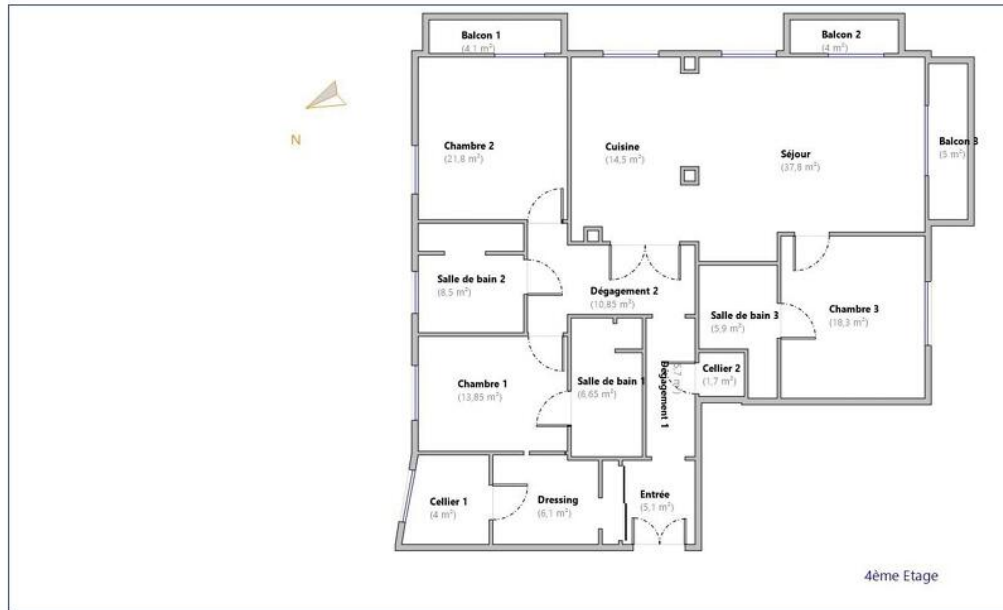 Balcon 1
(4,1 m²)
Balcon 2
(4 m²)
N
Chambre 2
(21,8 m²)
Cuisine
(14,5 m²)
Séjour
(37,8 m²)
Balcon 3
(5 m²)
Salle de bain 2
(8,5 m²)
Dégagement 2
(10,85 m²)
Salle de bain 3
(5,9 m²)
Chambre 3
(18,3 m²)
Chambre 1
(13,85 m²)
Salle de bain 1
(6,65 m²)
Dégagement 1
5,7 m²)
Cellier 2
(1,7 m²)
Cellier 1
(4 m²)
Dressing
(6,1 m²)
Entrée
(5,1 m²)
4ème Etage